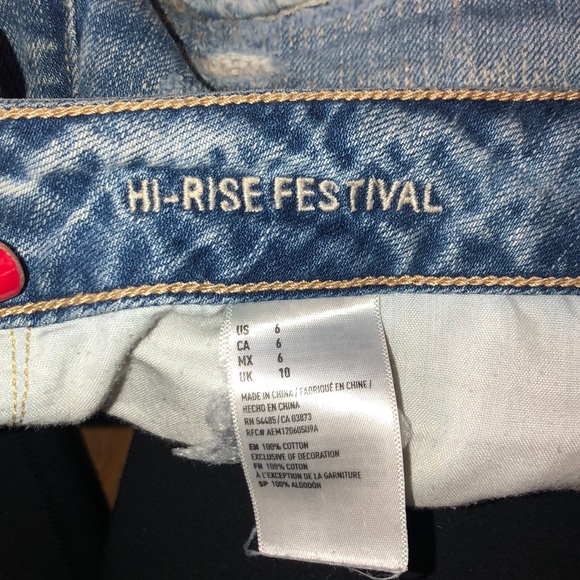 HI-RISE FESTIVAL
US 6
CA 6
MX 6
UK 10
MADE IN CHINA / FABRIQUÉ EN CHINE /
HECHO EN CHINA
RN 54485/CA 03873
RFC# AEM120605U9A
EN 100% COTTON
EXCLUSIVE OF DECORATION
FR 100% COTON
À L'EXCEPTION DE LA GARNITURE
SP 100% ALGODÓN